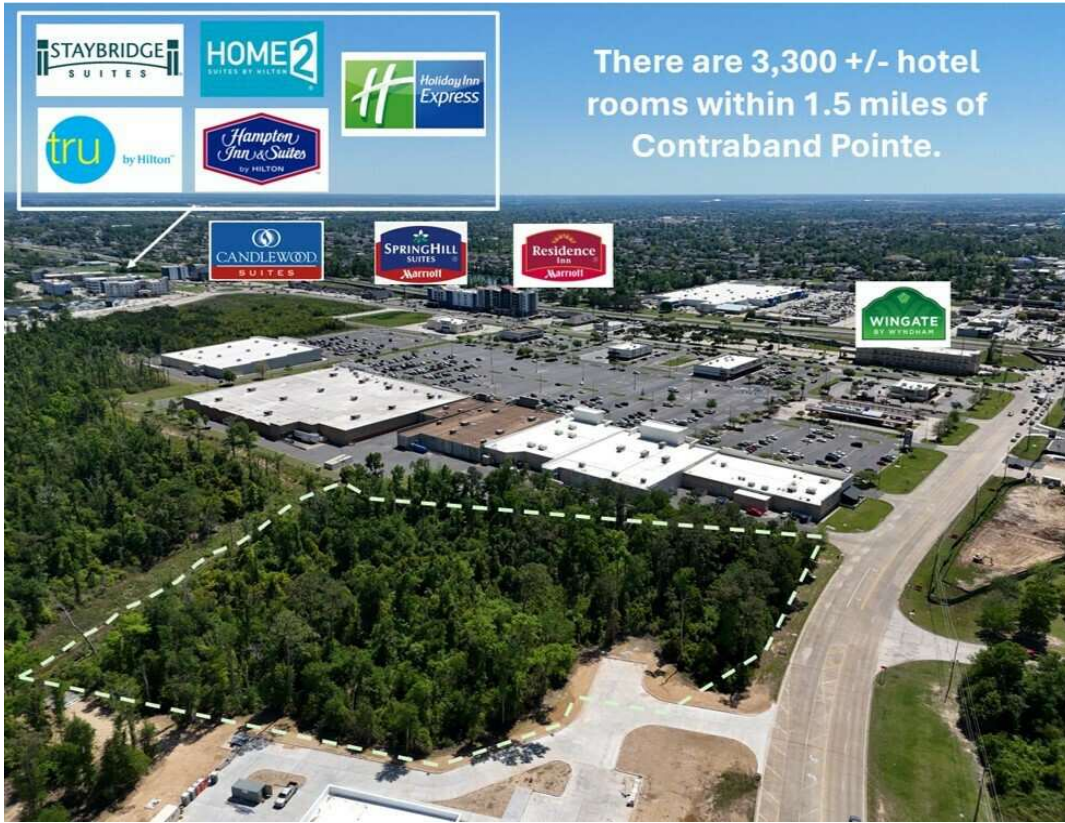 STAYBRIDGE
SUITES
HOME2
SUITES BY HILTON
Holiday Inn
Express
tru by Hilton
Hampton
Inn & Suites
by HILTON
There are 3,300 +/- hotel
rooms within 1.5 miles of
Contraband Pointe.
CANDLEWOOD
SUITES
SPRINGHILL
SUITES
Marriott
Residence
Inn
Marriott
WINGATE
BY WYNDHAM